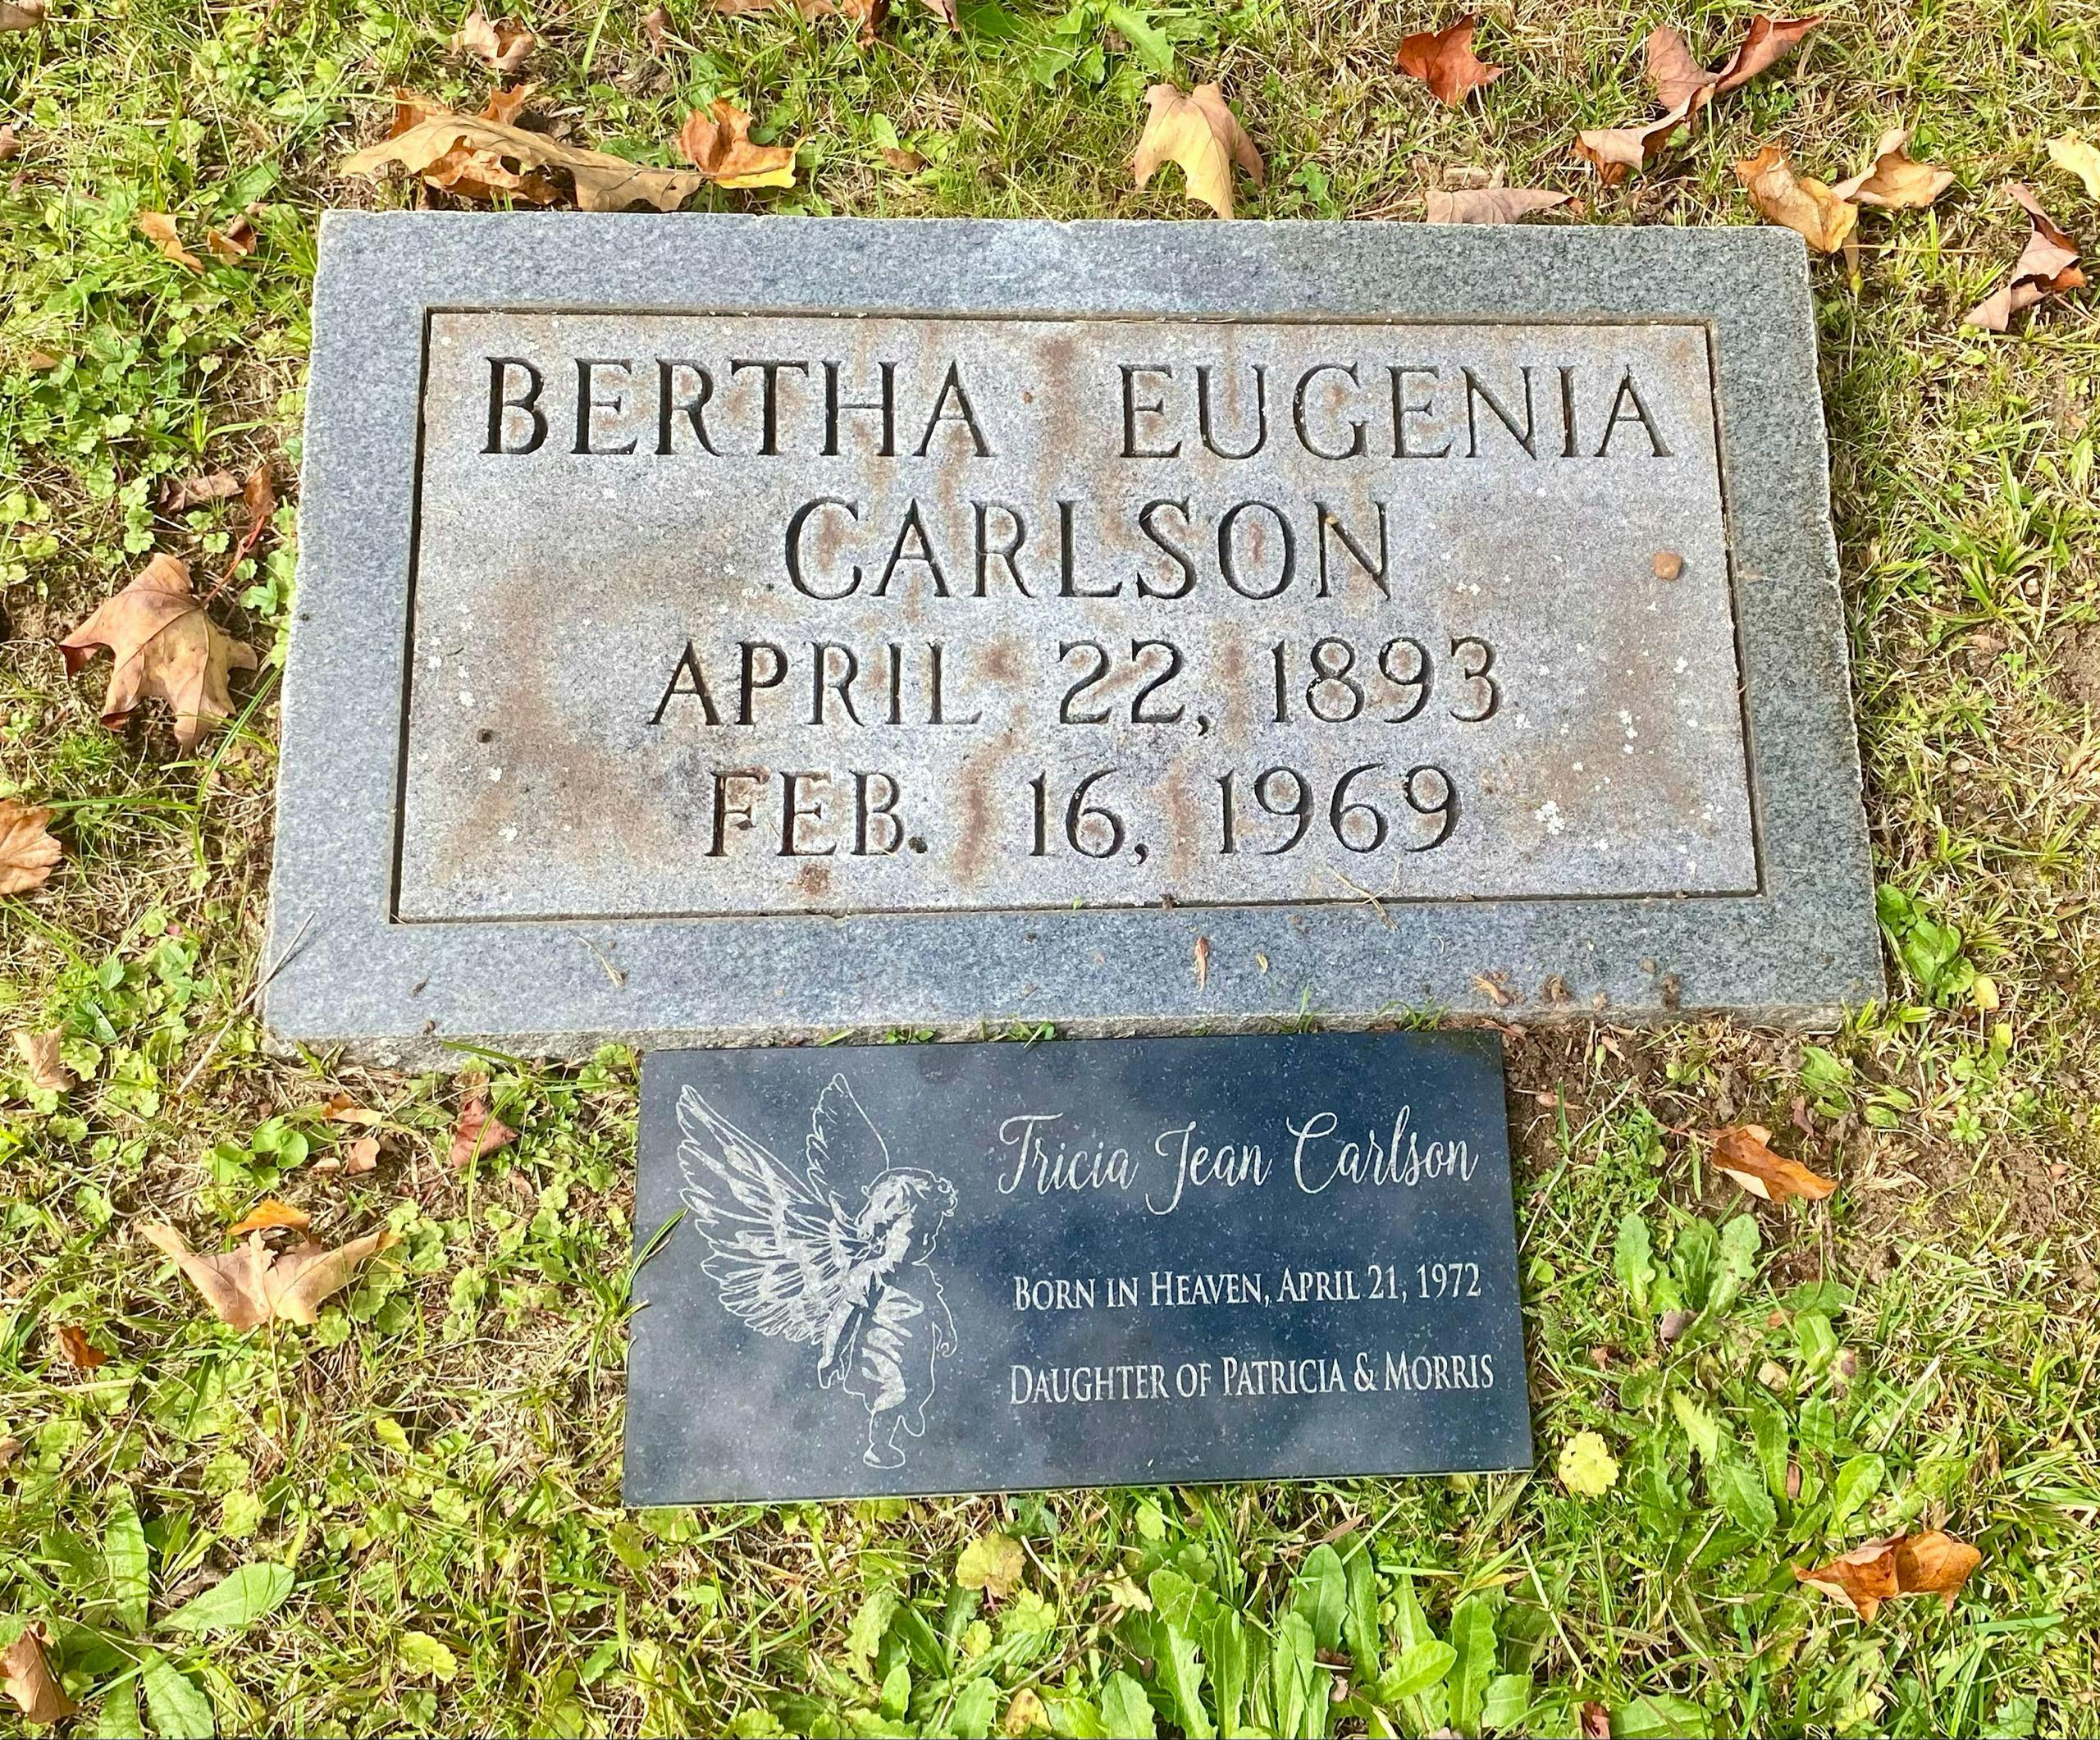 BERTHA EUGENIA
CARLSON
APRIL 22, 1893
FEB. 16, 1969
Tricia Jean Carlson
BORN IN HEAVEN, APRIL 21, 1972
DAUGHTER OF PATRICIA & MORRIS